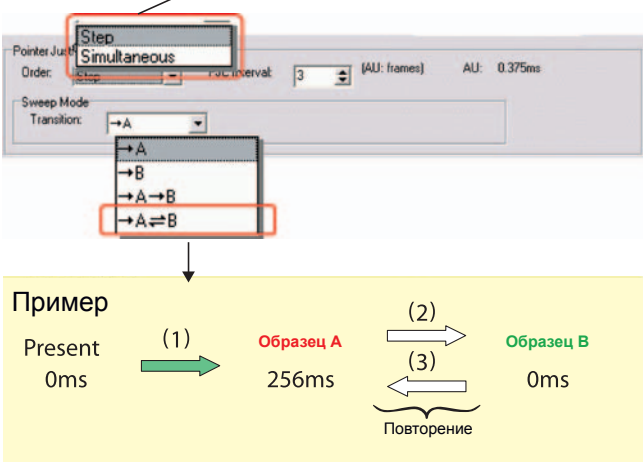 Step
Simultaneous
Pointer Just
Order: Step Interval: 3 (AU: frames) AU: 0.375ms
Sweep Mode
Transition: →A
→A
→B
→A→B
→A⇌B
Пример
Present
0ms
(1)
Образец А
256ms
(2)
(3)
Повторение
Образец В
0ms